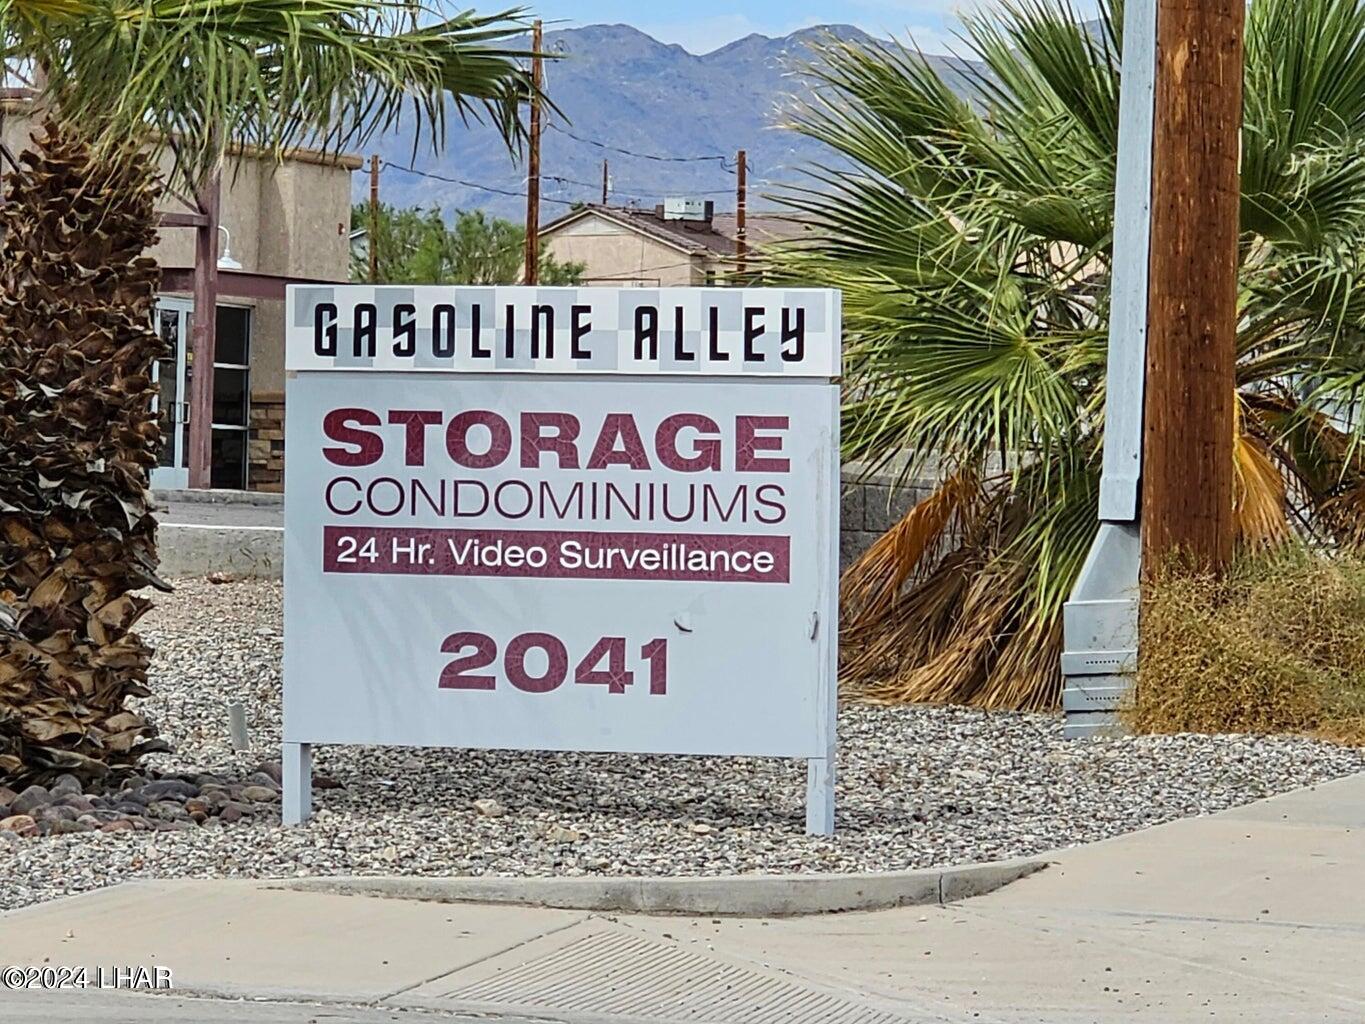 GASOLINE ALLEY
STORAGE
CONDOMINIUMS
24 Hr. Video Surveillance
2041
©2024 LHAR